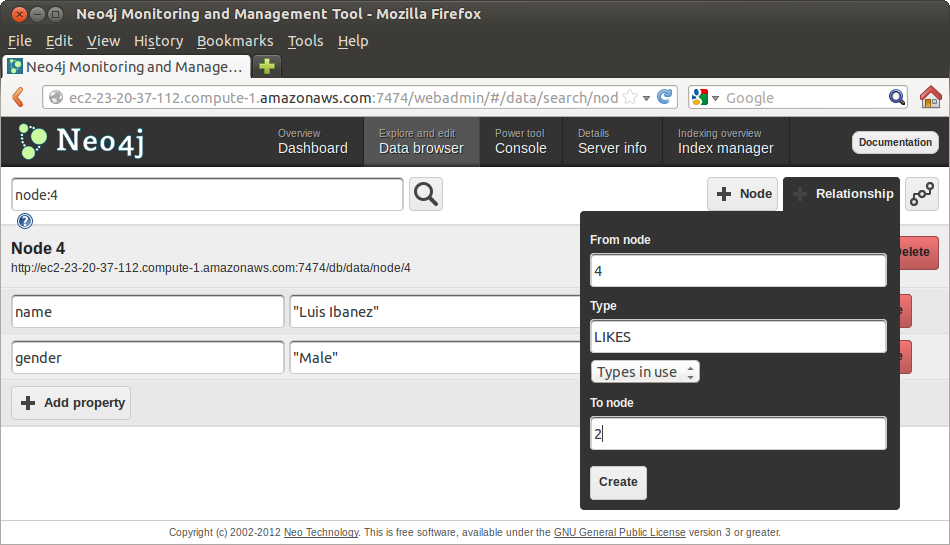 Neo4j Monitoring and Management Tool - Mozilla Firefox
File Edit View History Bookmarks Tools Help
Neo4j Monitoring and Manage...
ec2-23-20-37-112.compute-1.amazonaws.com:7474/webadmin/#/data/search/nod
Google
Neo4j
Overview
Dashboard
Explore and edit
Data browser
Power tool
Console
Details
Server info
Indexing overview
Index manager
Documentation
node:4
Node
Relationship
?
Node 4
http://ec2-23-20-37-112.compute-1.amazonaws.com:7474/db/data/node/4
Delete
name "Luis Ibanez"
gender "Male"
Add property
From node
4
Type
LIKES
Types in use
To node
2
Create
Copyright (c) 2002-2012 Neo Technology. This is free software, available under the GNU General Public License version 3 or greater.